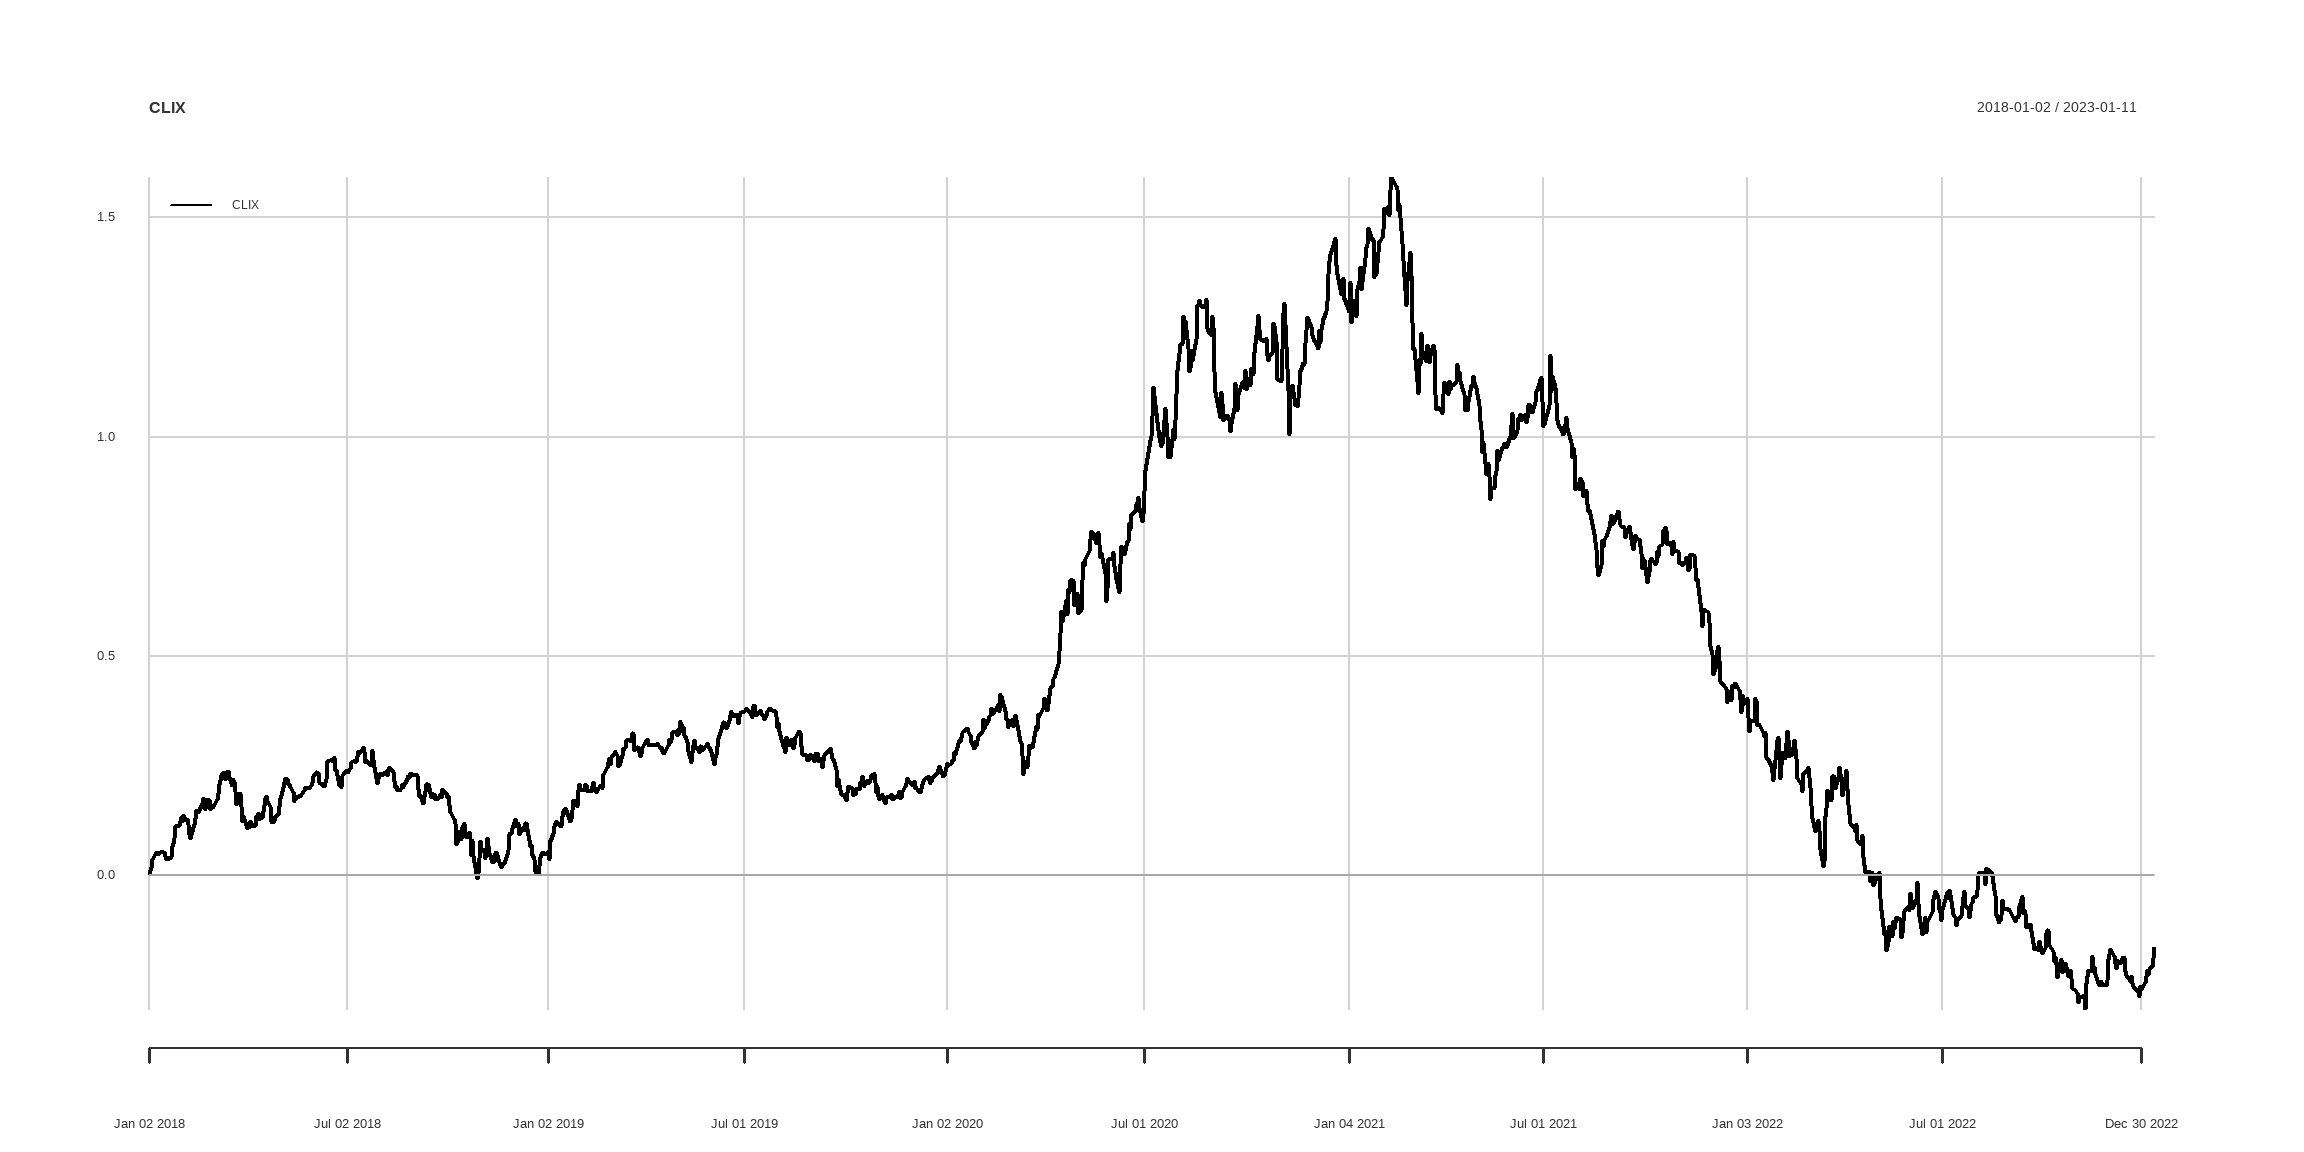 CLIX
2018-01-02 / 2023-01-11
CLIX
1.5
1.0
0.5
0.0
Jan 02 2018
Jul 02 2018
Jan 02 2019
Jul 01 2019
Jan 02 2020
Jul 01 2020
Jan 04 2021
Jul 01 2021
Jan 03 2022
Jul 01 2022
Dec 30 2022